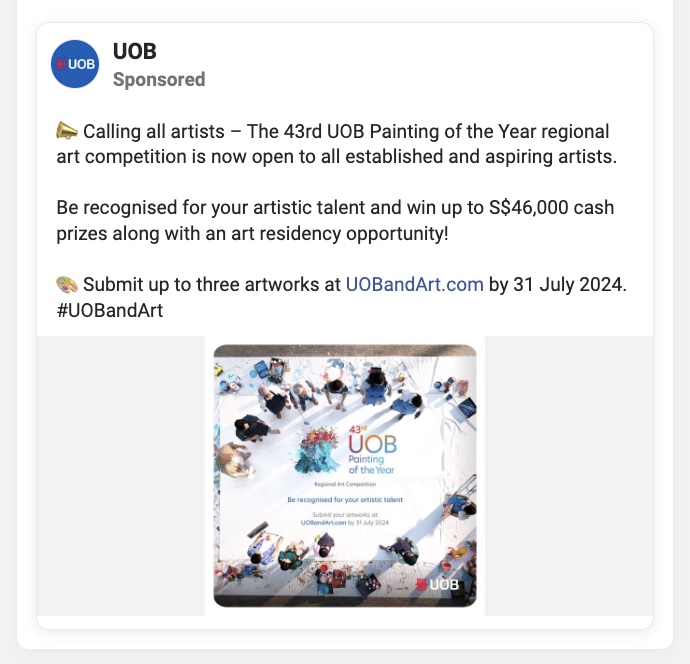 UOB
UOB
Sponsored
📣 Calling all artists – The 43rd UOB Painting of the Year regional
art competition is now open to all established and aspiring artists.
Be recognised for your artistic talent and win up to S$46,000 cash
prizes along with an art residency opportunity!
🎨 Submit up to three artworks at UOBandArt.com by 31 July 2024.
#UOBandArt
43rd
UOB
Painting
of the Year
Regional Art Competition
Be recognised for your artistic talent
Submit your artworks at
UOBandArt.com by 31 July 2024
UOB